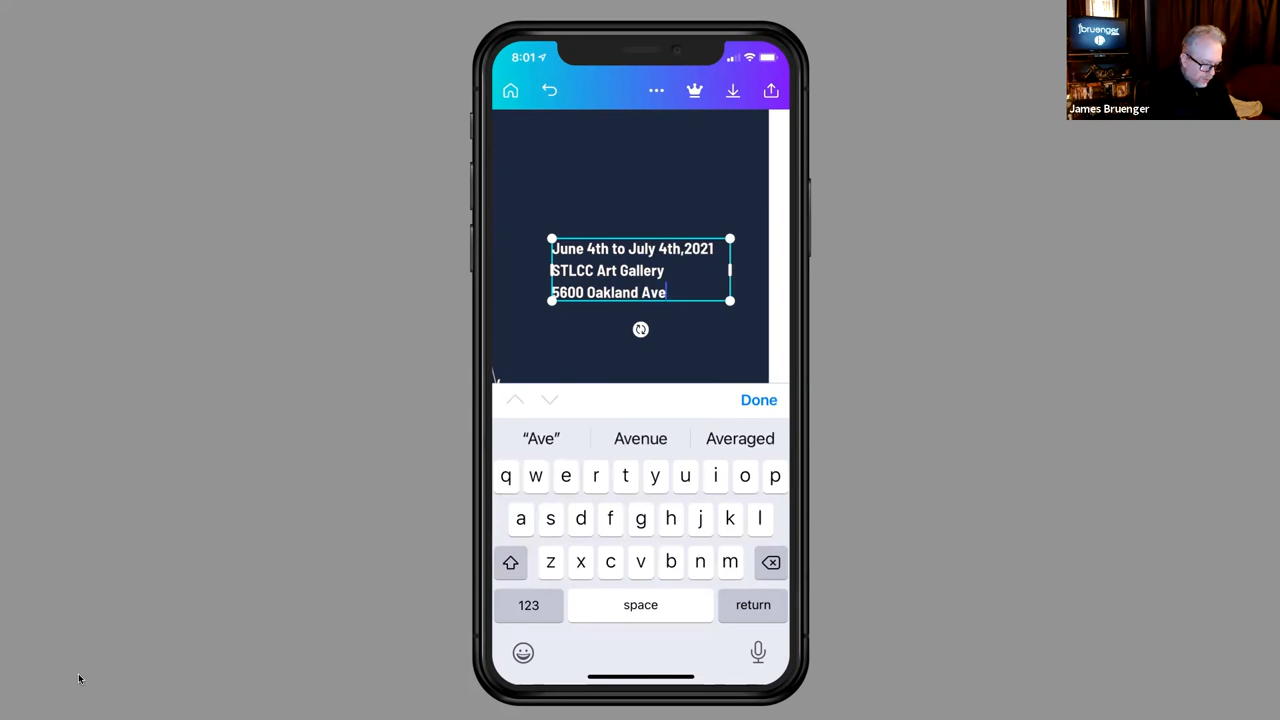 8:01
jbruenger
James Bruenger
June 4th to July 4th,2021
STLCC Art Gallery
5600 Oakland Ave
Done
“Ave” Avenue Averaged
q w e r t y u i o p
a s d f g h j k l
z x c v b n m
123 space return